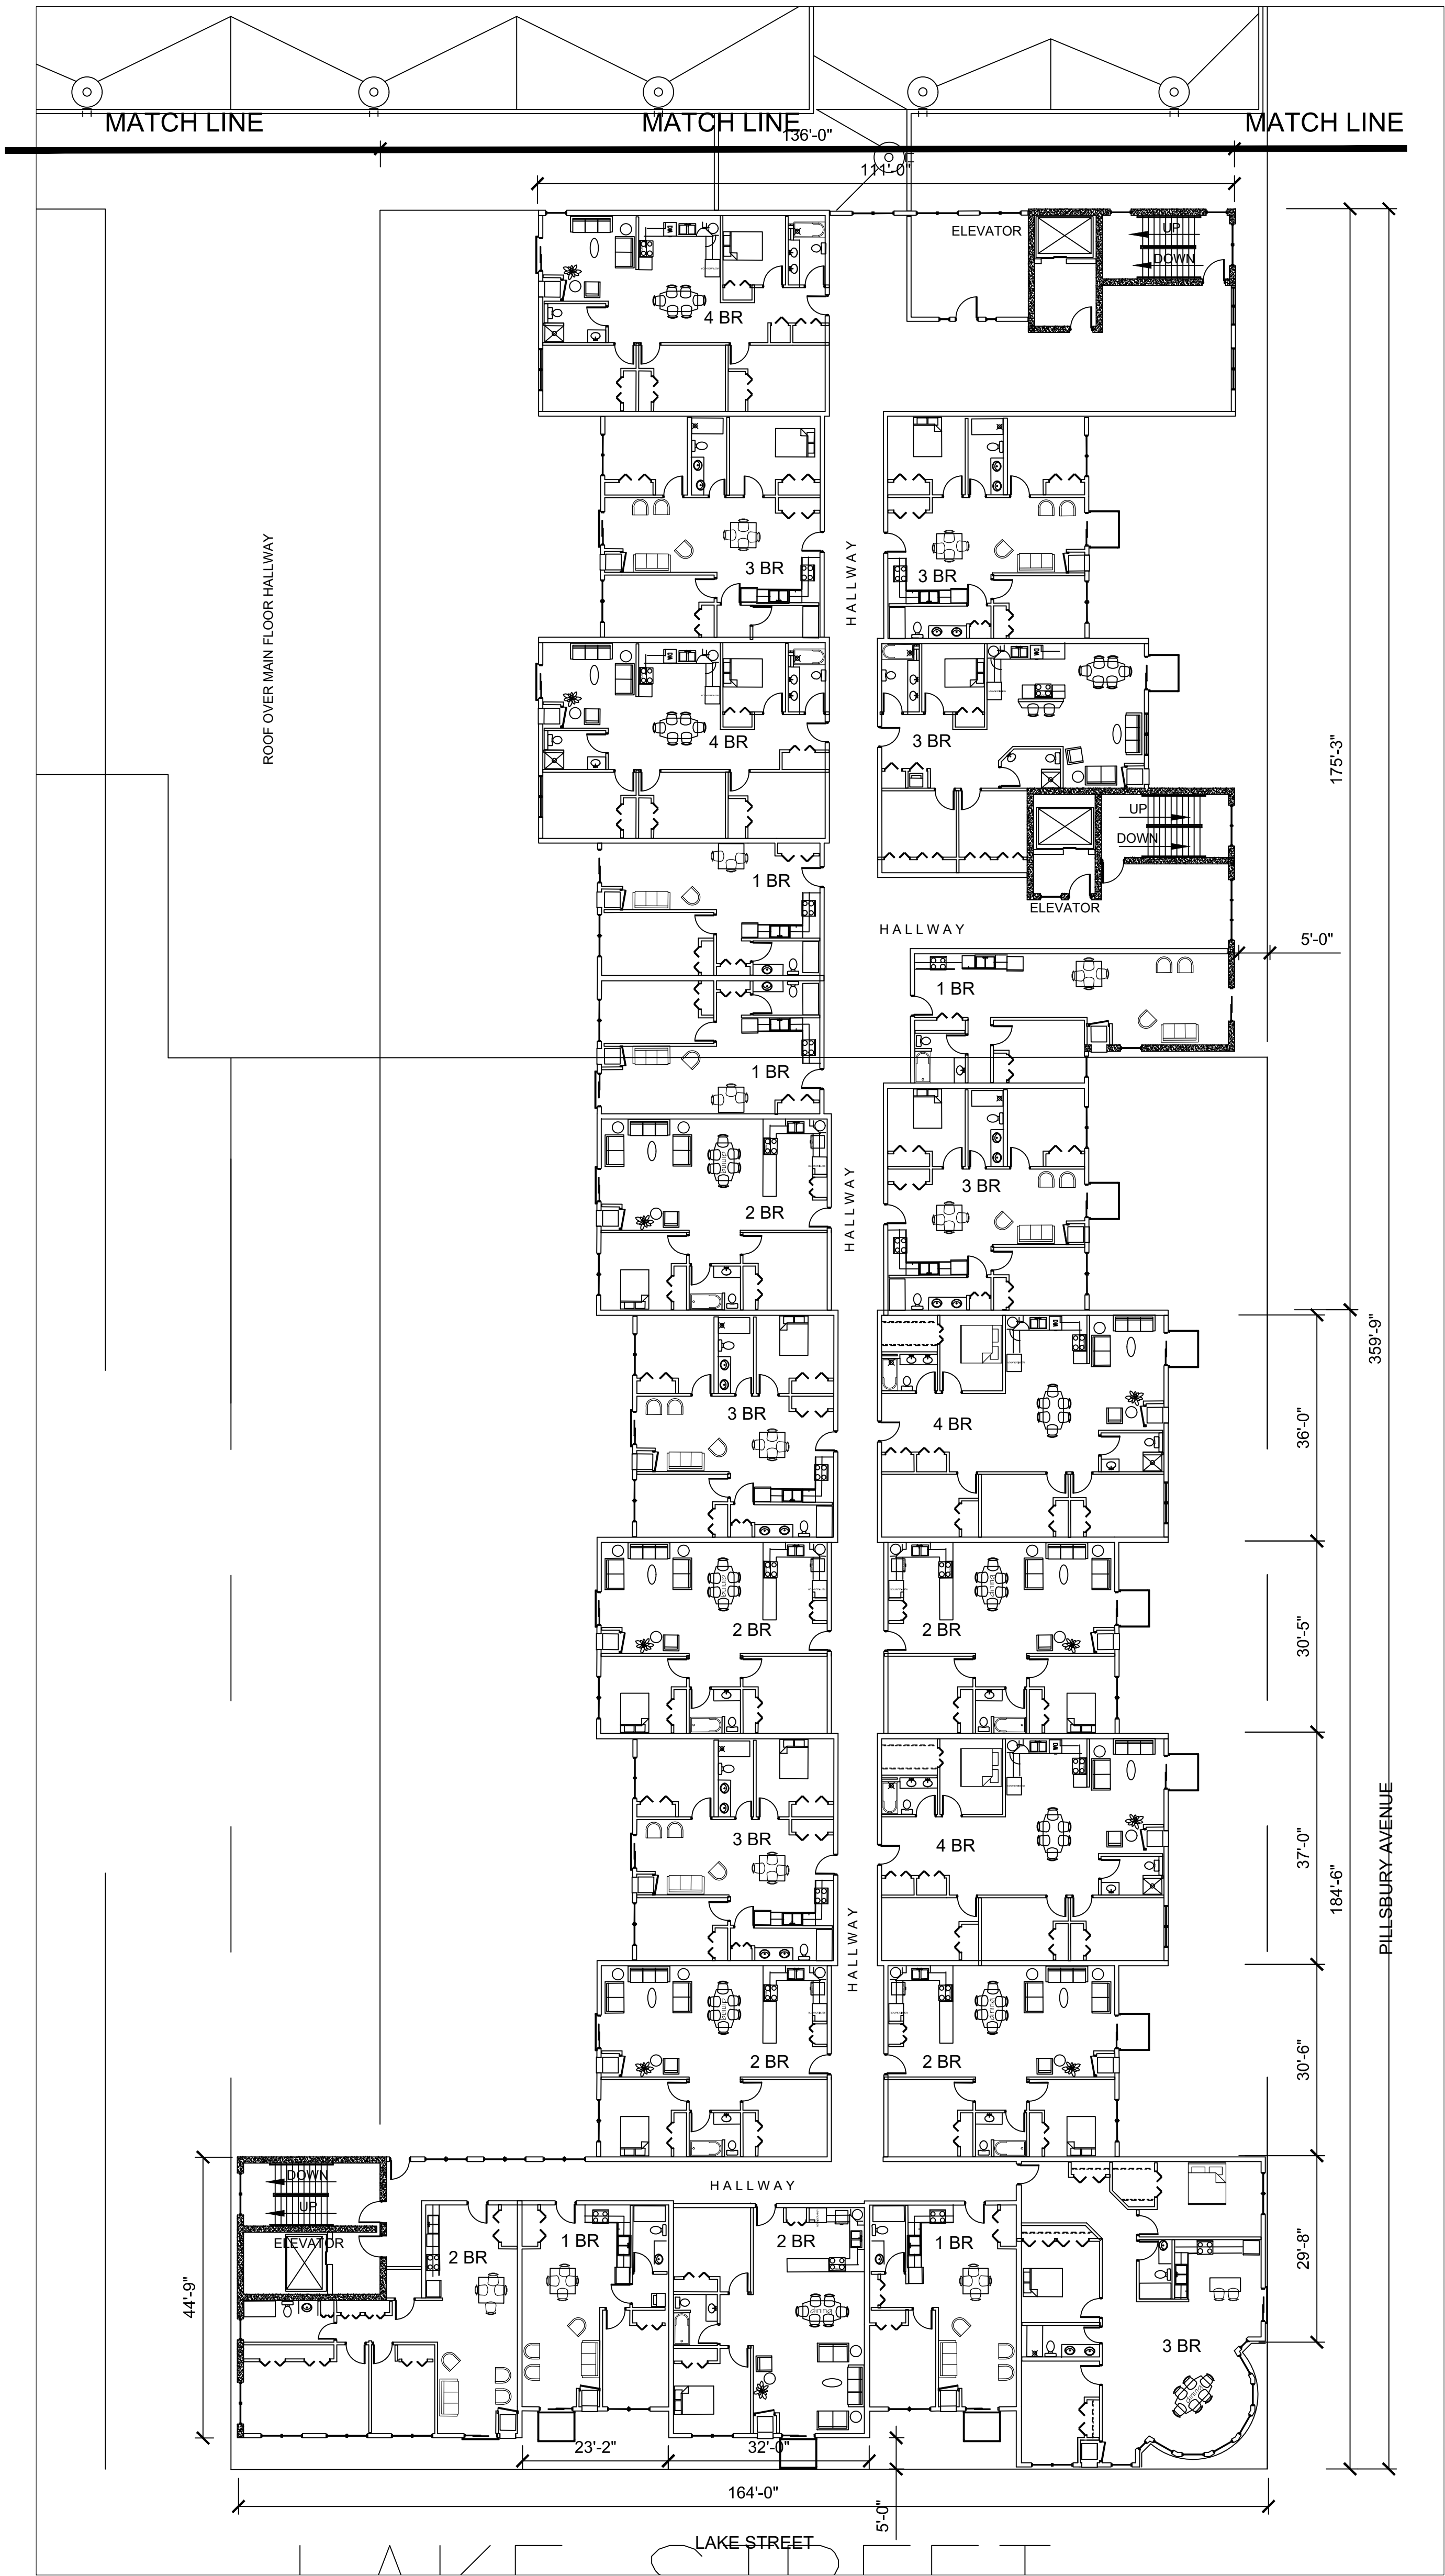 MATCH LINE
MATCH LINE
MATCH LINE
136'-0"
111'-0"
ELEVATOR
UP
DOWN
4 BR
ROOF OVER MAIN FLOOR HALLWAY
3 BR
HALLWAY
3 BR
4 BR
3 BR
175'-3"
UP
DOWN
1 BR
ELEVATOR
HALLWAY
5'-0"
1 BR
1 BR
2 BR
HALLWAY
3 BR
359'-9"
3 BR
4 BR
36'-0"
2 BR
2 BR
30'-5"
3 BR
4 BR
37'-0"
184'-6"
PILLSBURY AVENUE
HALLWAY
2 BR
2 BR
30'-6"
DOWN
UP
ELEVATOR
HALLWAY
2 BR
1 BR
2 BR
1 BR
3 BR
29'-8"
44'-9"
23'-2"
32'-0"
164'-0"
5'-0"
LAKE STREET